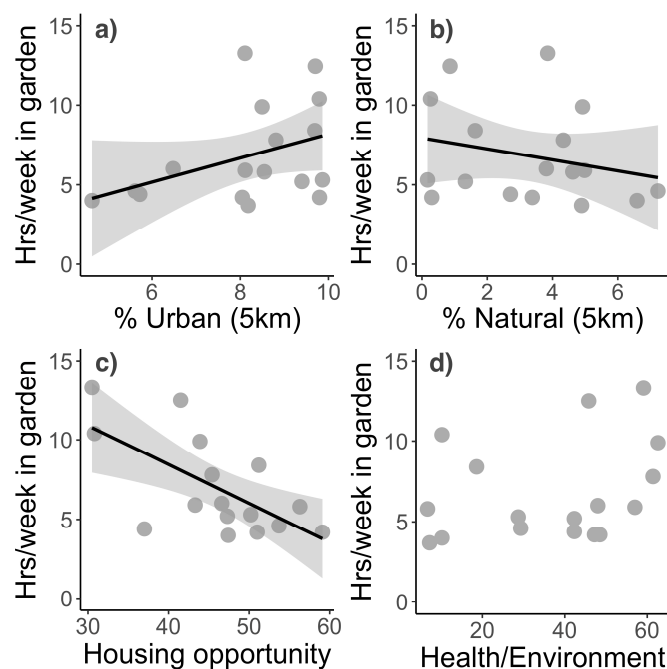 a)
Hrs/week in garden
15
10
5
0
6
8
10
% Urban (5km)
b)
Hrs/week in garden
15
10
5
0
0
2
4
6
% Natural (5km)
c)
Hrs/week in garden
15
10
5
0
30
40
50
60
Housing opportunity
d)
Hrs/week in garden
15
10
5
0
20
40
60
Health/Environment